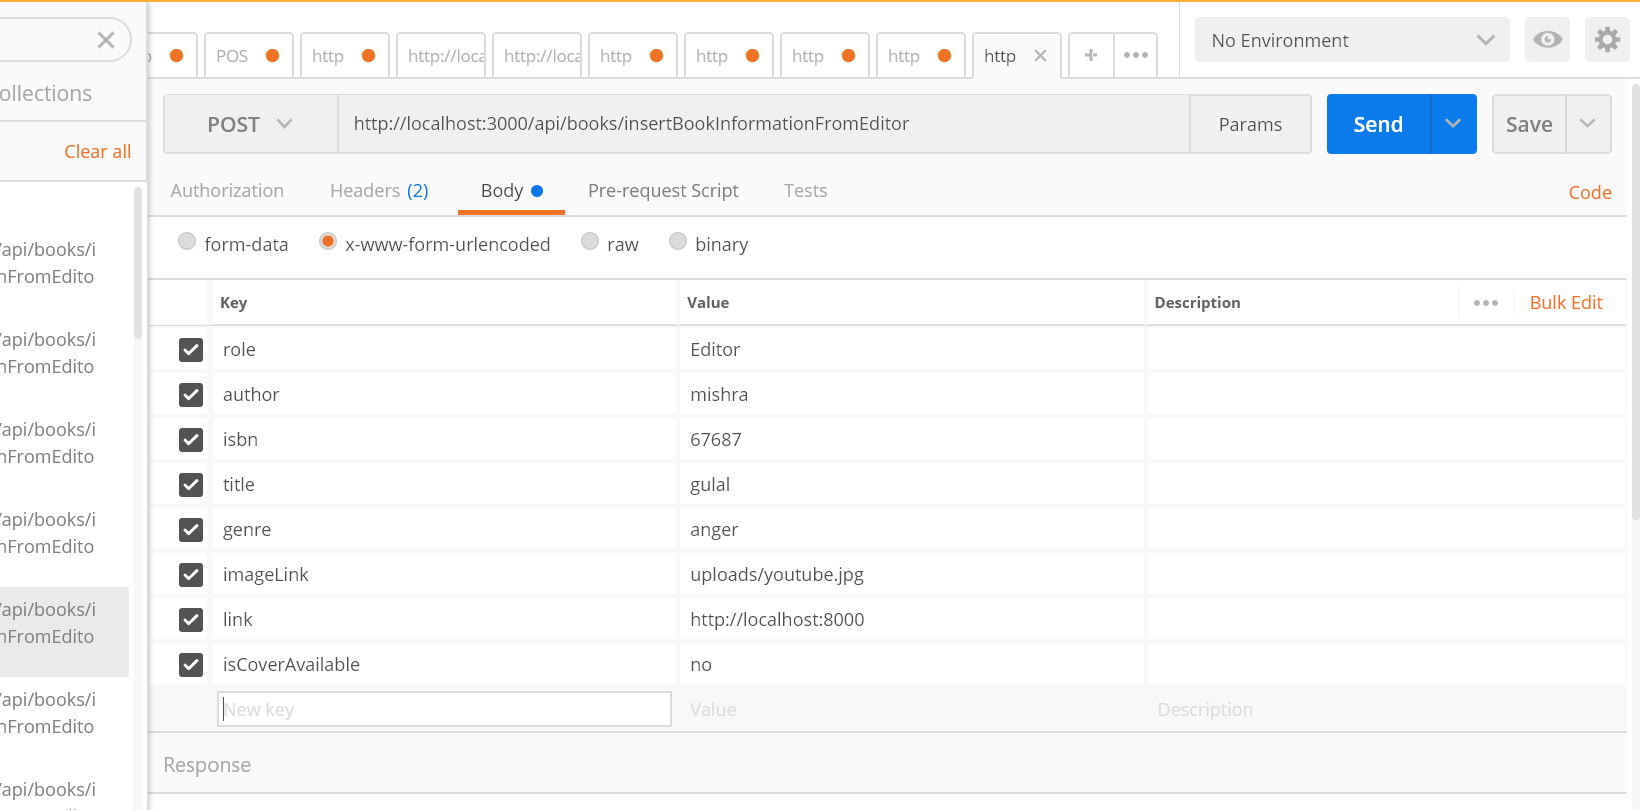 POS http http://loca http://loca http http http http http + No Environment
ollections
Clear all
POST http://localhost:3000/api/books/insertBookInformationFromEditor Params Send Save
Authorization Headers (2) Body Pre-request Script Tests Code
form-data x-www-form-urlencoded raw binary
Key Value Description Bulk Edit
role Editor
author mishra
isbn 67687
title gulal
genre anger
imageLink uploads/youtube.jpg
link http://localhost:8000
isCoverAvailable no
New key Value Description
Response
/api/books/i
nFromEdito
/api/books/i
nFromEdito
/api/books/i
nFromEdito
/api/books/i
nFromEdito
/api/books/i
nFromEdito
/api/books/i
nFromEdito
/api/books/i